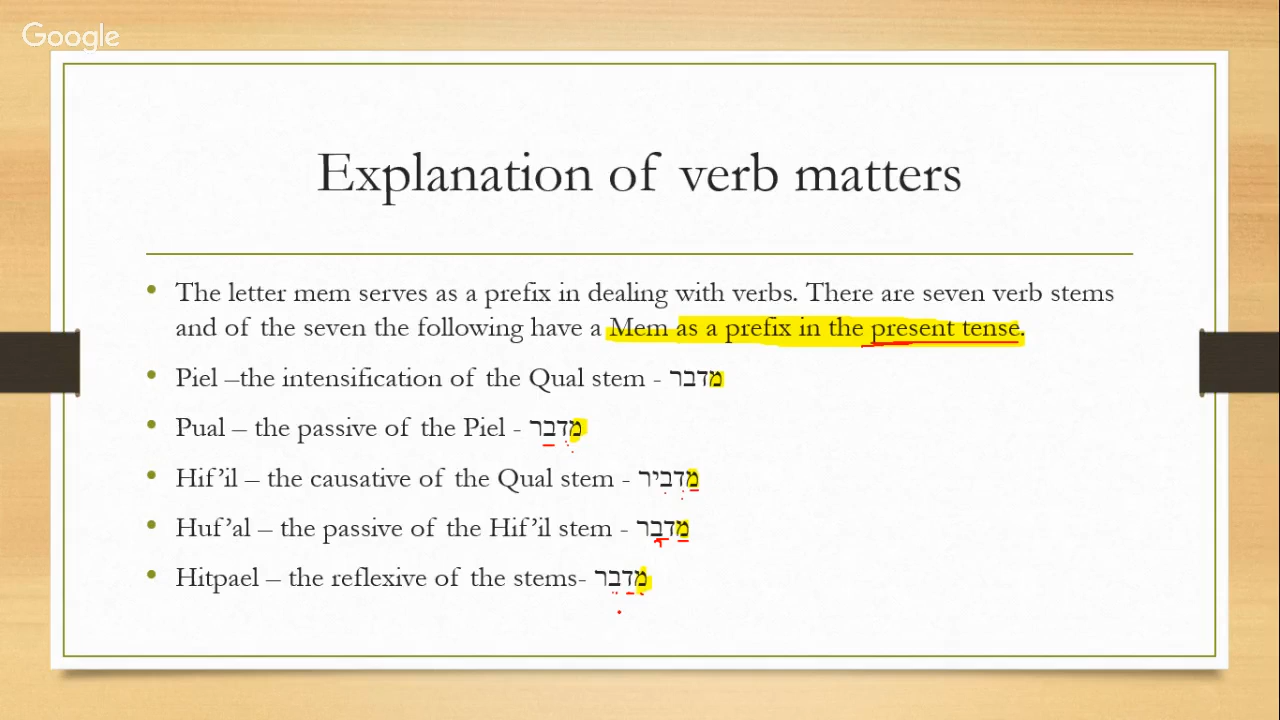 Google
Explanation of verb matters
• The letter mem serves as a prefix in dealing with verbs. There are seven verb stems
and of the seven the following have a Mem as a prefix in the present tense.
• Piel –the intensification of the Qual stem - מדבר
• Pual – the passive of the Piel - מדבר
• Hif’il – the causative of the Qual stem - מדביר
• Huf’al – the passive of the Hif’il stem - מדבר
• Hitpael – the reflexive of the stems- מדבר